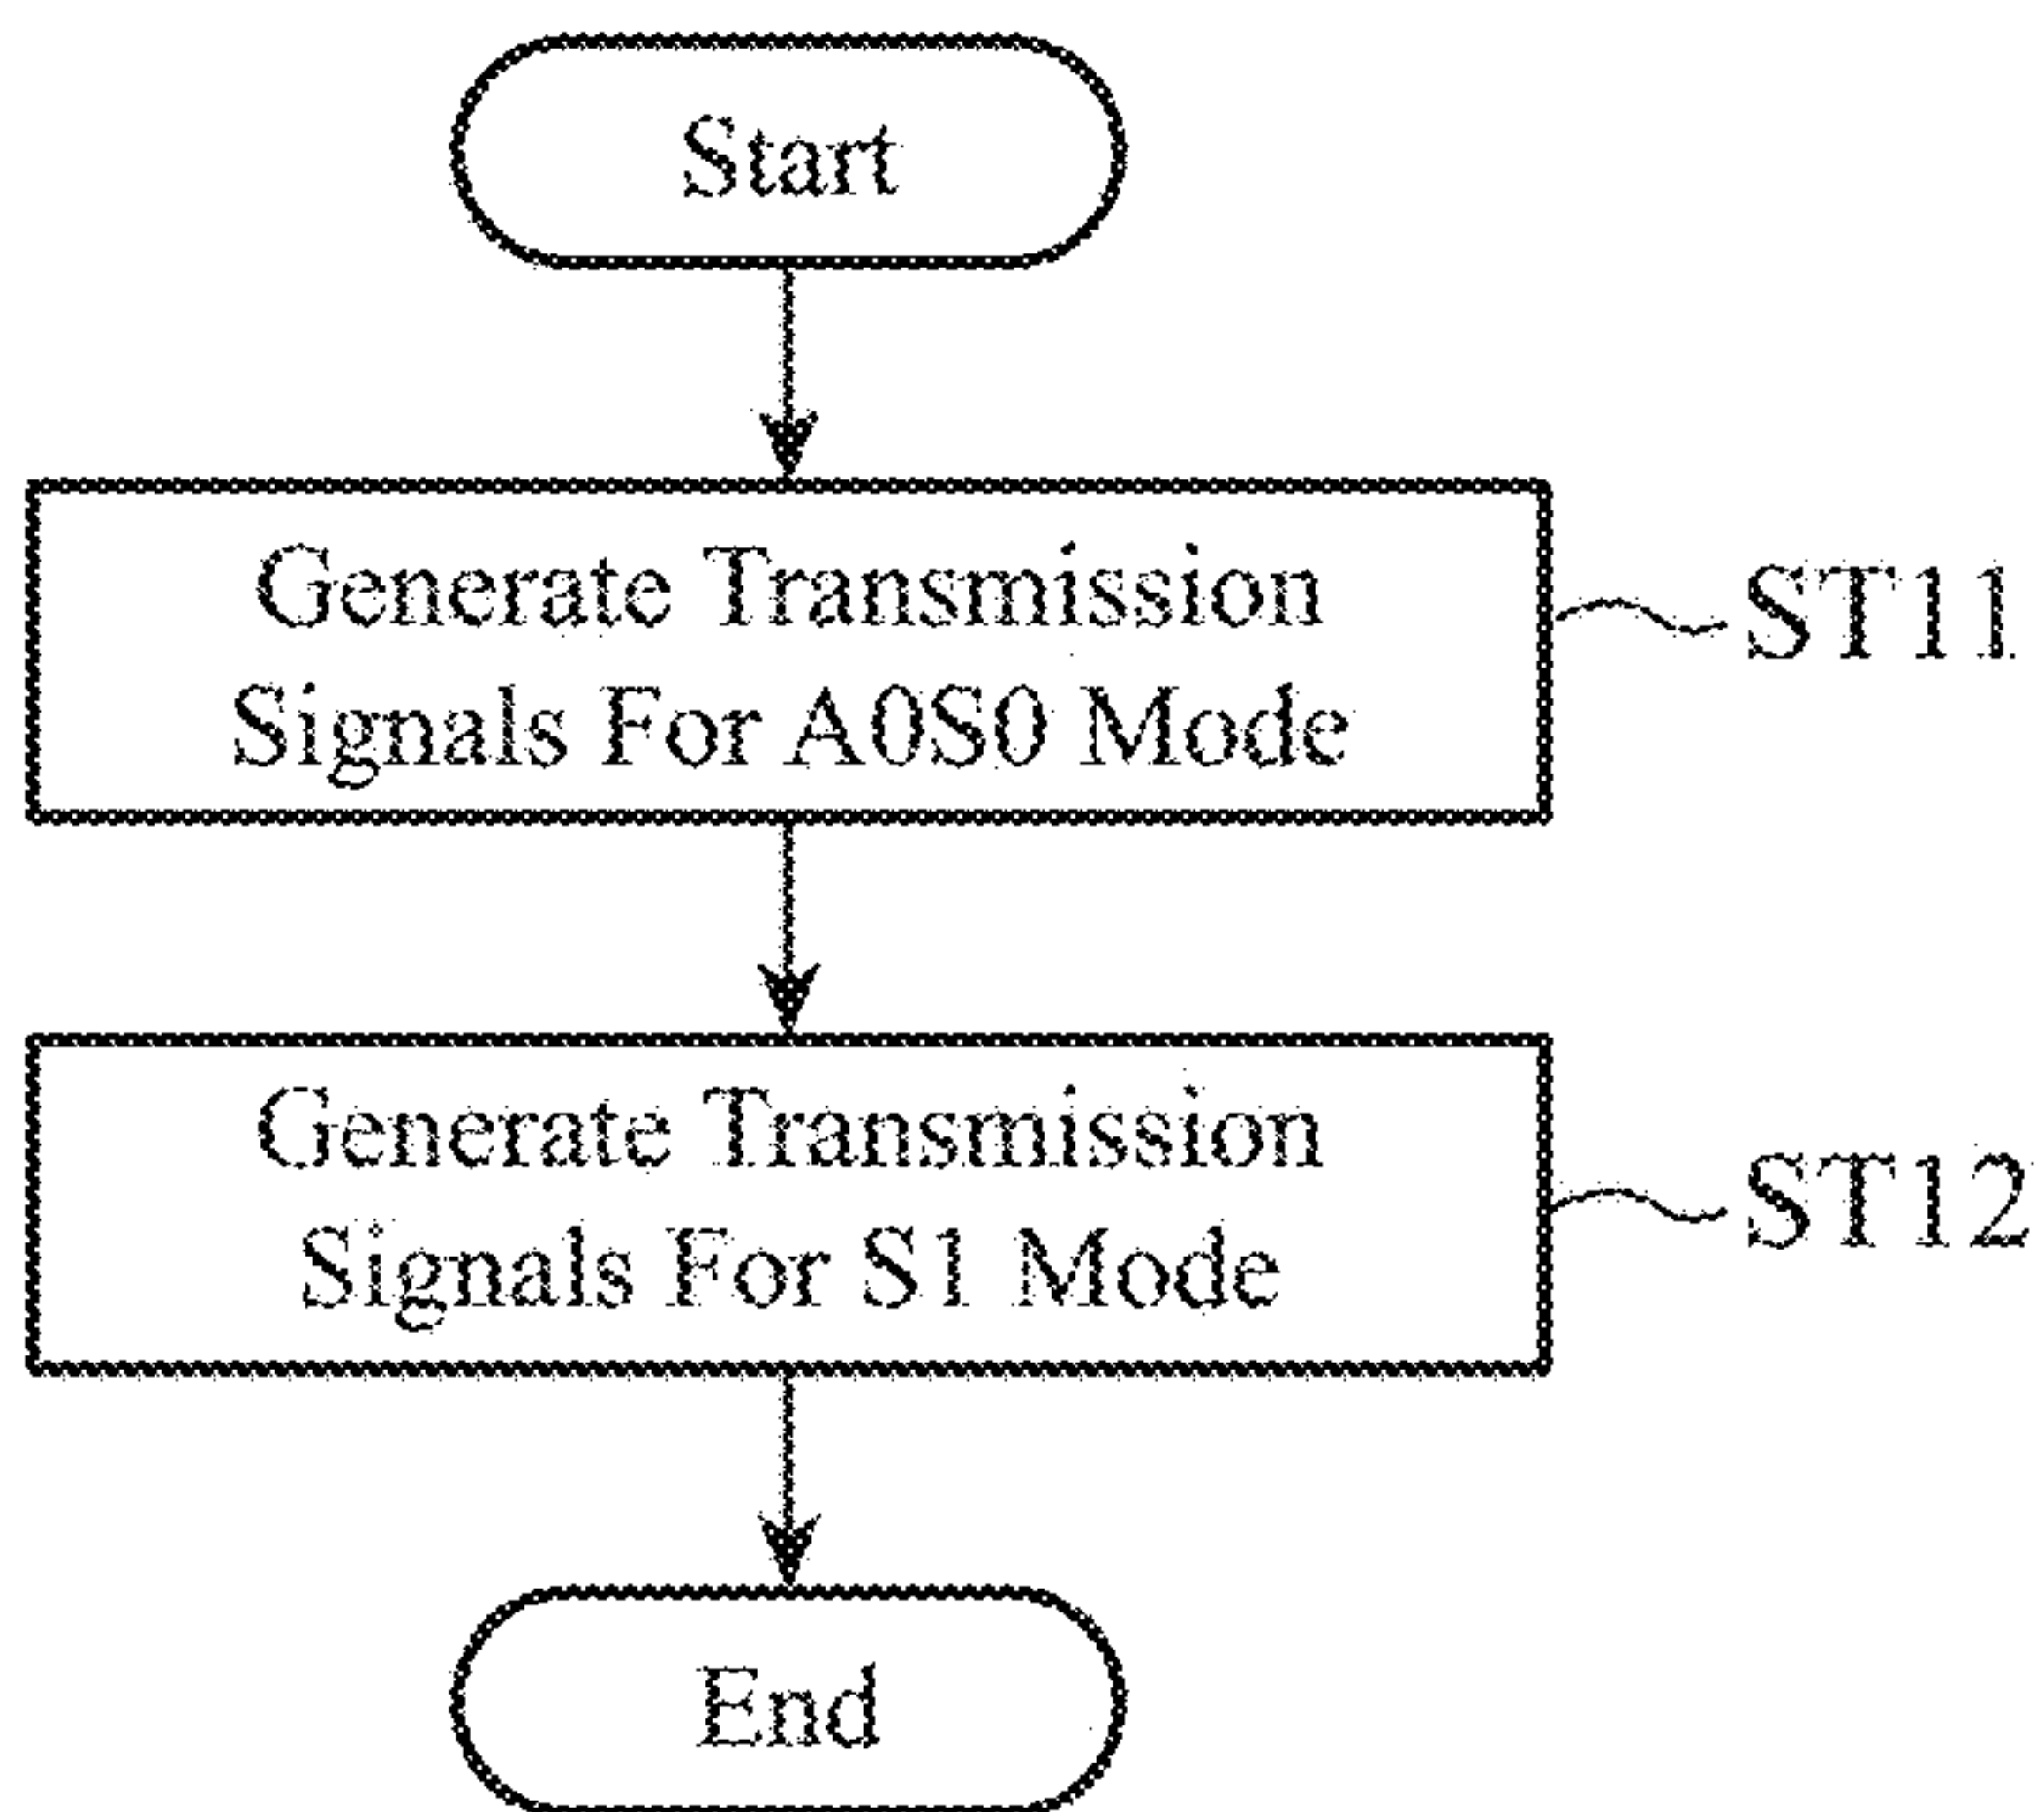 Start
Generate Transmission
Signals For A0S0 Mode
ST11
Generate Transmission
Signals For S1 Mode
ST12
End